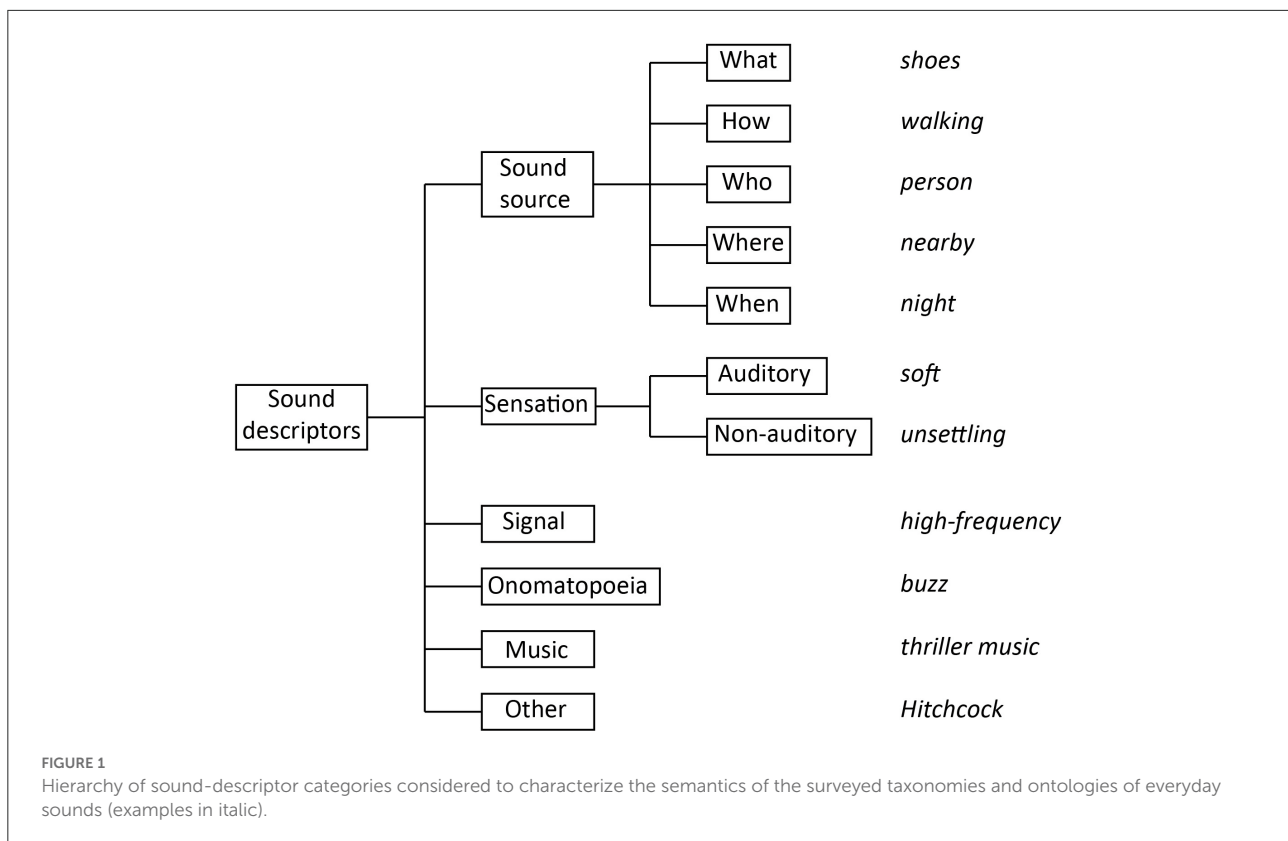 What shoes
How walking
Sound
source
Who person
Where nearby
When night
Auditory soft
Sound
descriptors
Sensation
Non-auditory unsettling
Signal high-frequency
Onomatopoeia buzz
Music thriller music
Other Hitchcock
FIGURE 1
Hierarchy of sound-descriptor categories considered to characterize the semantics of the surveyed taxonomies and ontologies of everyday
sounds (examples in italic).